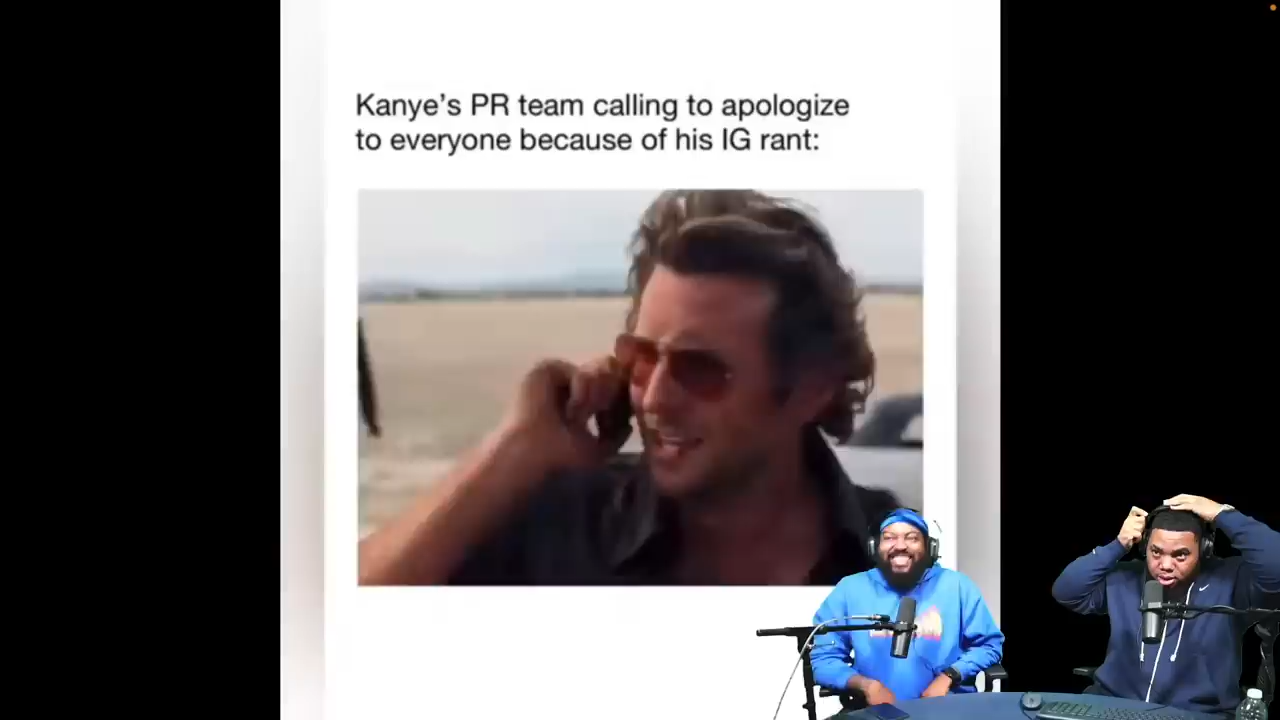 Kanye’s PR team calling to apologize
to everyone because of his IG rant: